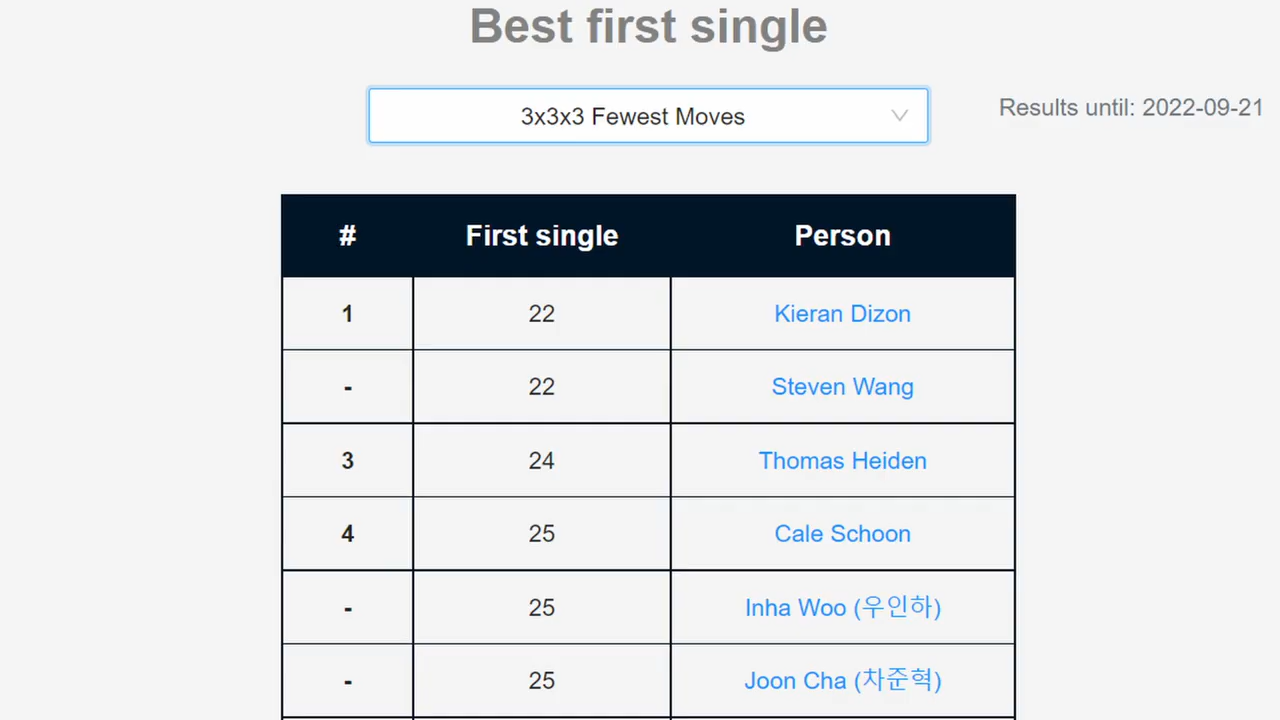 Best first single
3x3x3 Fewest Moves
Results until: 2022-09-21
# First single Person
1 22 Kieran Dizon
- 22 Steven Wang
3 24 Thomas Heiden
4 25 Cale Schoon
- 25 Inha Woo (우인하)
- 25 Joon Cha (차준혁)